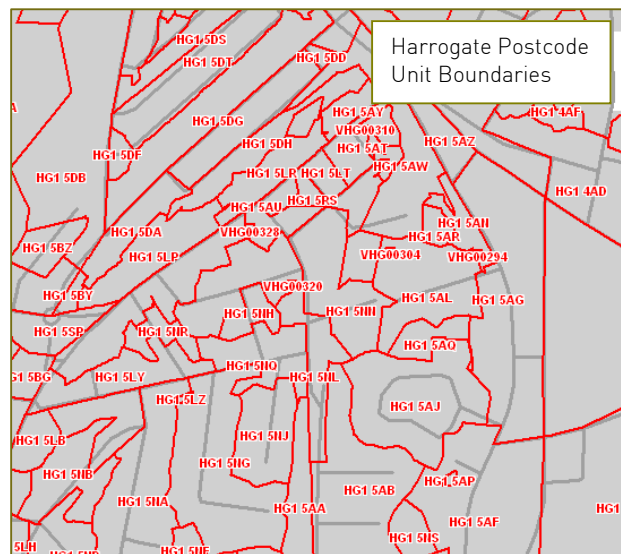 Harrogate Postcode
Unit Boundaries
HG1 5DS
HG1 5DT
HG1 5DD
HG1 4AF
HG1 5AY
HG1 5DG
VHG00310
HG1 5DH
HG1 5AT
HG1 5AZ
HG1 5DF
HG1 5AW
HG1 5DB
HG1 5LR
HG1 5LT
HG1 4AD
HG1 5RS
HG1 5AU
HG1 5AN
HG1 5DA
VHG00328
HG1 5AR
HG1 5BZ
HG1 5LP
VHG00304
VHG00294
VHG00320
HG1 5BY
HG1 5AL
HG1 5AG
HG1 5NH
HG1 5SP
HG1 5NR
HG1 5NN
HG1 5AQ
HG1 5NQ
G1 5BG
HG1 5LY
HG1 5NL
HG1 5LZ
HG1 5AJ
HG1 5LB
HG1 5NJ
HG1 5NG
HG1 5NB
HG1 5AP
HG1 5AB
HG1 5NA
HG1 5AA
HG1
HG1 5AF
HG1 5NS
5LH
HG1 5NE